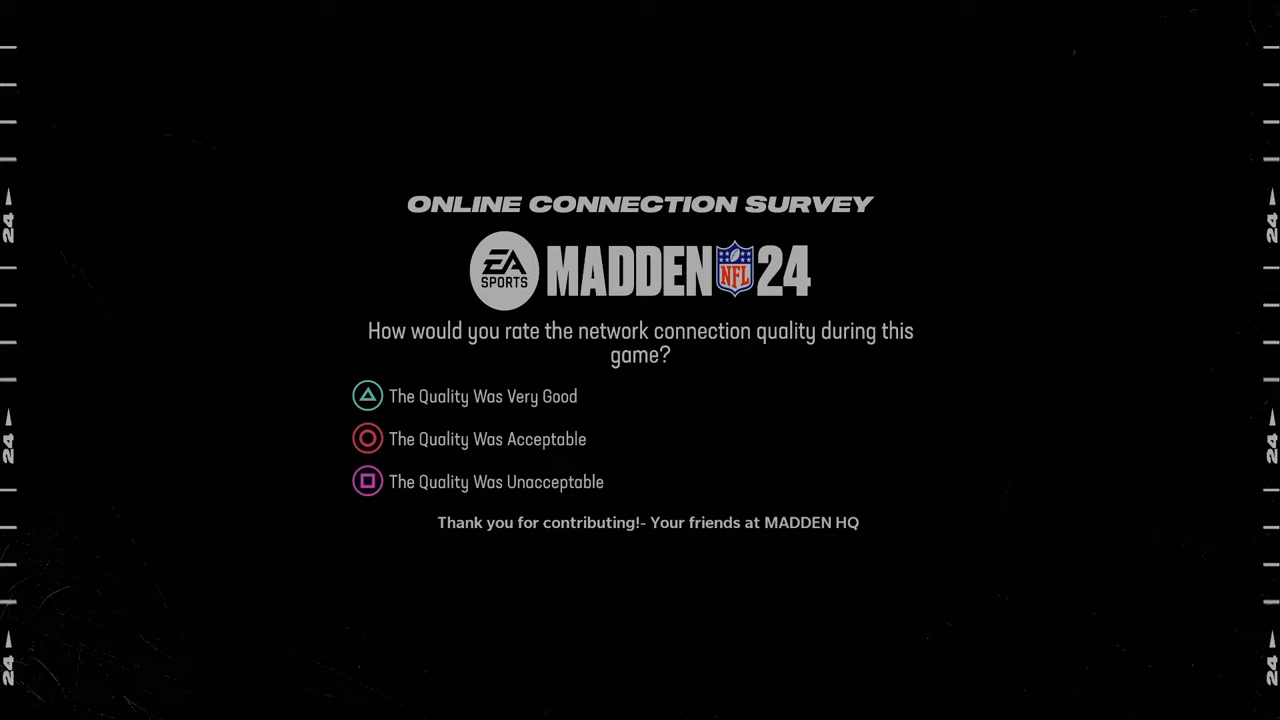 ONLINE CONNECTION SURVEY
EA SPORTS MADDEN NFL 24
How would you rate the network connection quality during this
game?
The Quality Was Very Good
The Quality Was Acceptable
The Quality Was Unacceptable
Thank you for contributing!- Your friends at MADDEN HQ
24
24
24
24
24
24